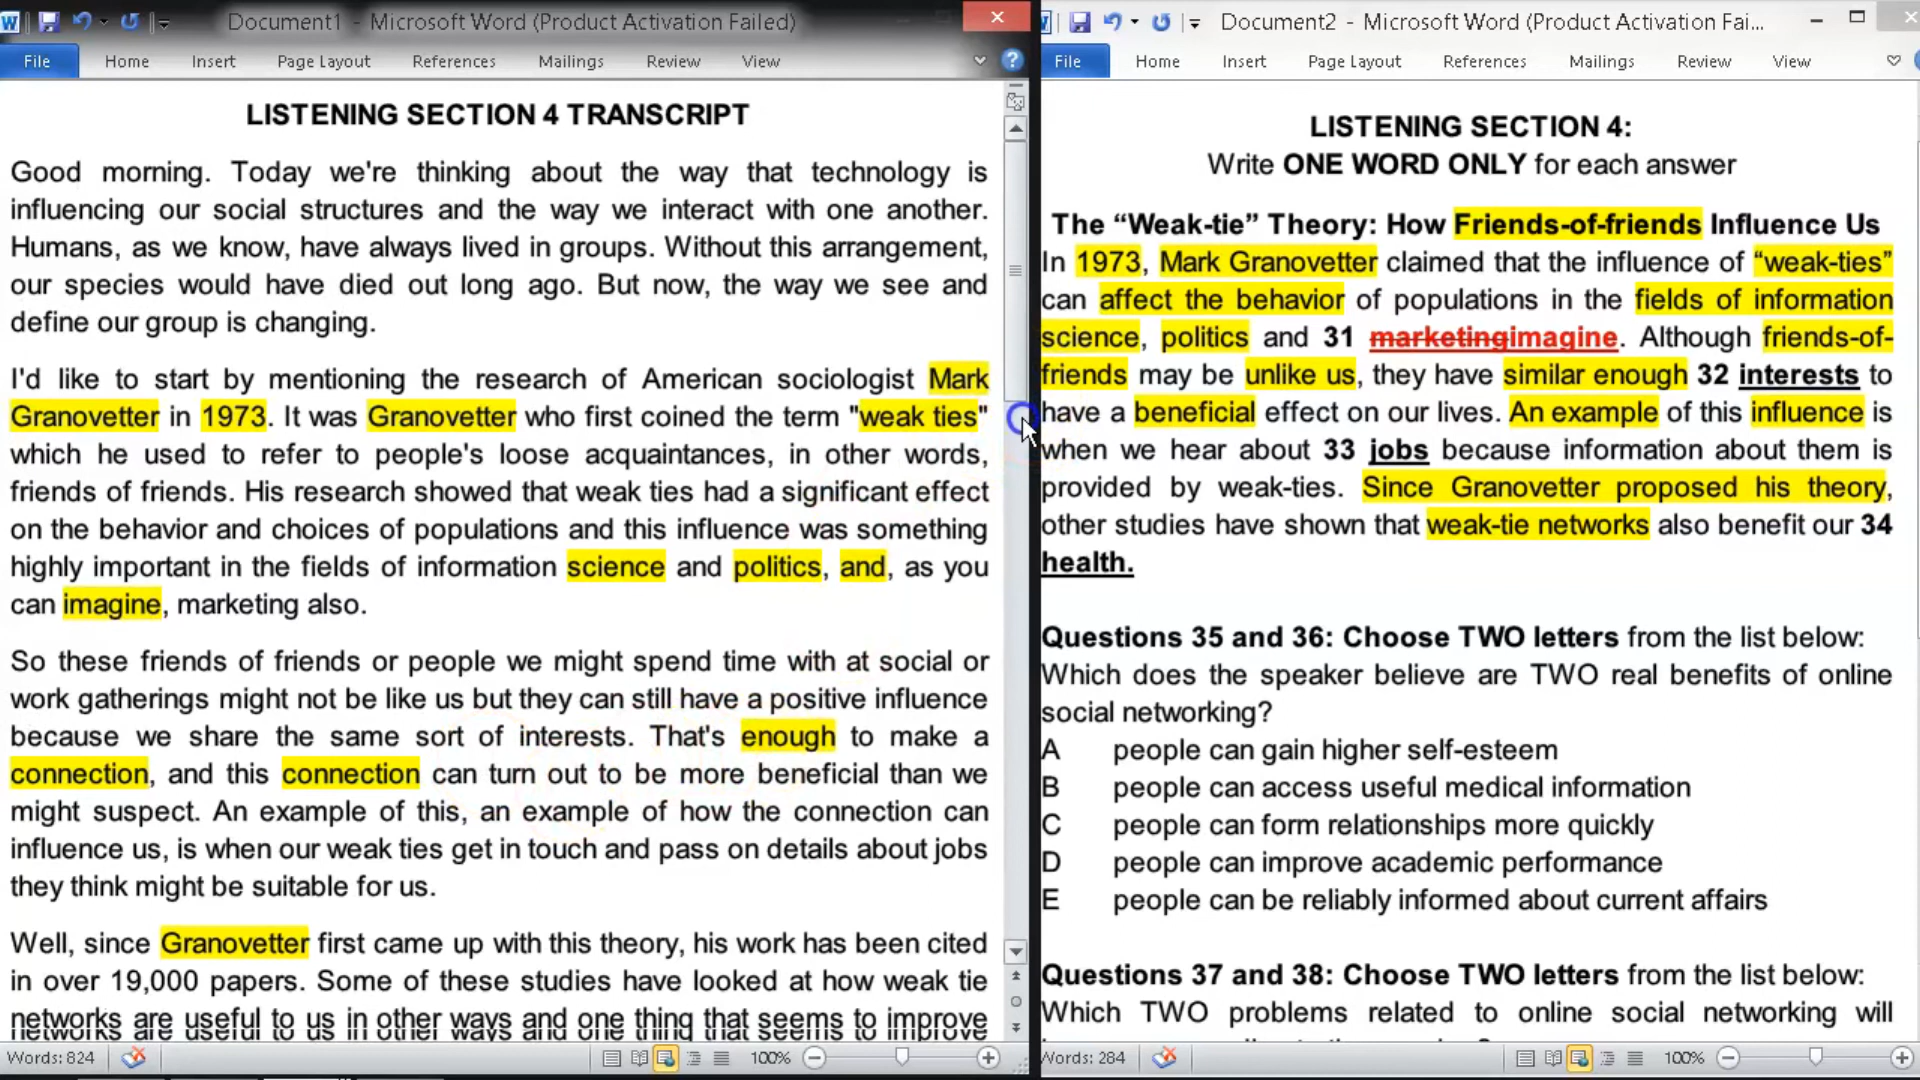 Document1 - Microsoft Word (Product Activation Failed)
File Home Insert Page Layout References Mailings Review View
LISTENING SECTION 4 TRANSCRIPT
Good morning. Today we're thinking about the way that technology is
influencing our social structures and the way we interact with one another.
Humans, as we know, have always lived in groups. Without this arrangement,
our species would have died out long ago. But now, the way we see and
define our group is changing.
I'd like to start by mentioning the research of American sociologist Mark
Granovetter in 1973. It was Granovetter who first coined the term "weak ties"
which he used to refer to people's loose acquaintances, in other words,
friends of friends. His research showed that weak ties had a significant effect
on the behavior and choices of populations and this influence was something
highly important in the fields of information science and politics, and, as you
can imagine, marketing also.
So these friends of friends or people we might spend time with at social or
work gatherings might not be like us but they can still have a positive influence
because we share the same sort of interests. That's enough to make a
connection, and this connection can turn out to be more beneficial than we
might suspect. An example of this, an example of how the connection can
influence us, is when our weak ties get in touch and pass on details about jobs
they think might be suitable for us.
Well, since Granovetter first came up with this theory, his work has been cited
in over 19,000 papers. Some of these studies have looked at how weak tie
networks are useful to us in other ways and one thing that seems to improve
Words: 824 100%
Document2 - Microsoft Word (Product Activation Fai...
File Home Insert Page Layout References Mailings Review View
LISTENING SECTION 4:
Write ONE WORD ONLY for each answer
The “Weak-tie” Theory: How Friends-of-friends Influence Us
In 1973, Mark Granovetter claimed that the influence of “weak-ties”
can affect the behavior of populations in the fields of information
science, politics and 31 marketingimagine. Although friends-of-
friends may be unlike us, they have similar enough 32 interests to
have a beneficial effect on our lives. An example of this influence is
when we hear about 33 jobs because information about them is
provided by weak-ties. Since Granovetter proposed his theory,
other studies have shown that weak-tie networks also benefit our 34
health.
Questions 35 and 36: Choose TWO letters from the list below:
Which does the speaker believe are TWO real benefits of online
social networking?
A people can gain higher self-esteem
B people can access useful medical information
C people can form relationships more quickly
D people can improve academic performance
E people can be reliably informed about current affairs
Questions 37 and 38: Choose TWO letters from the list below:
Which TWO problems related to online social networking will
Words: 284 100%